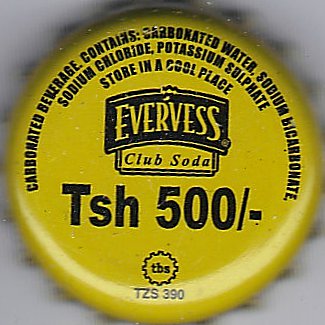 CARBONATED BEVERAGE. CONTAINS: CARBONATED WATER, SODIUM BICARBONATE,
SODIUM CHLORIDE, POTASSIUM SULPHATE
STORE IN A COOL PLACE
EVERVESS®
Club Soda
Tsh 500/-
tbs
TZS 390